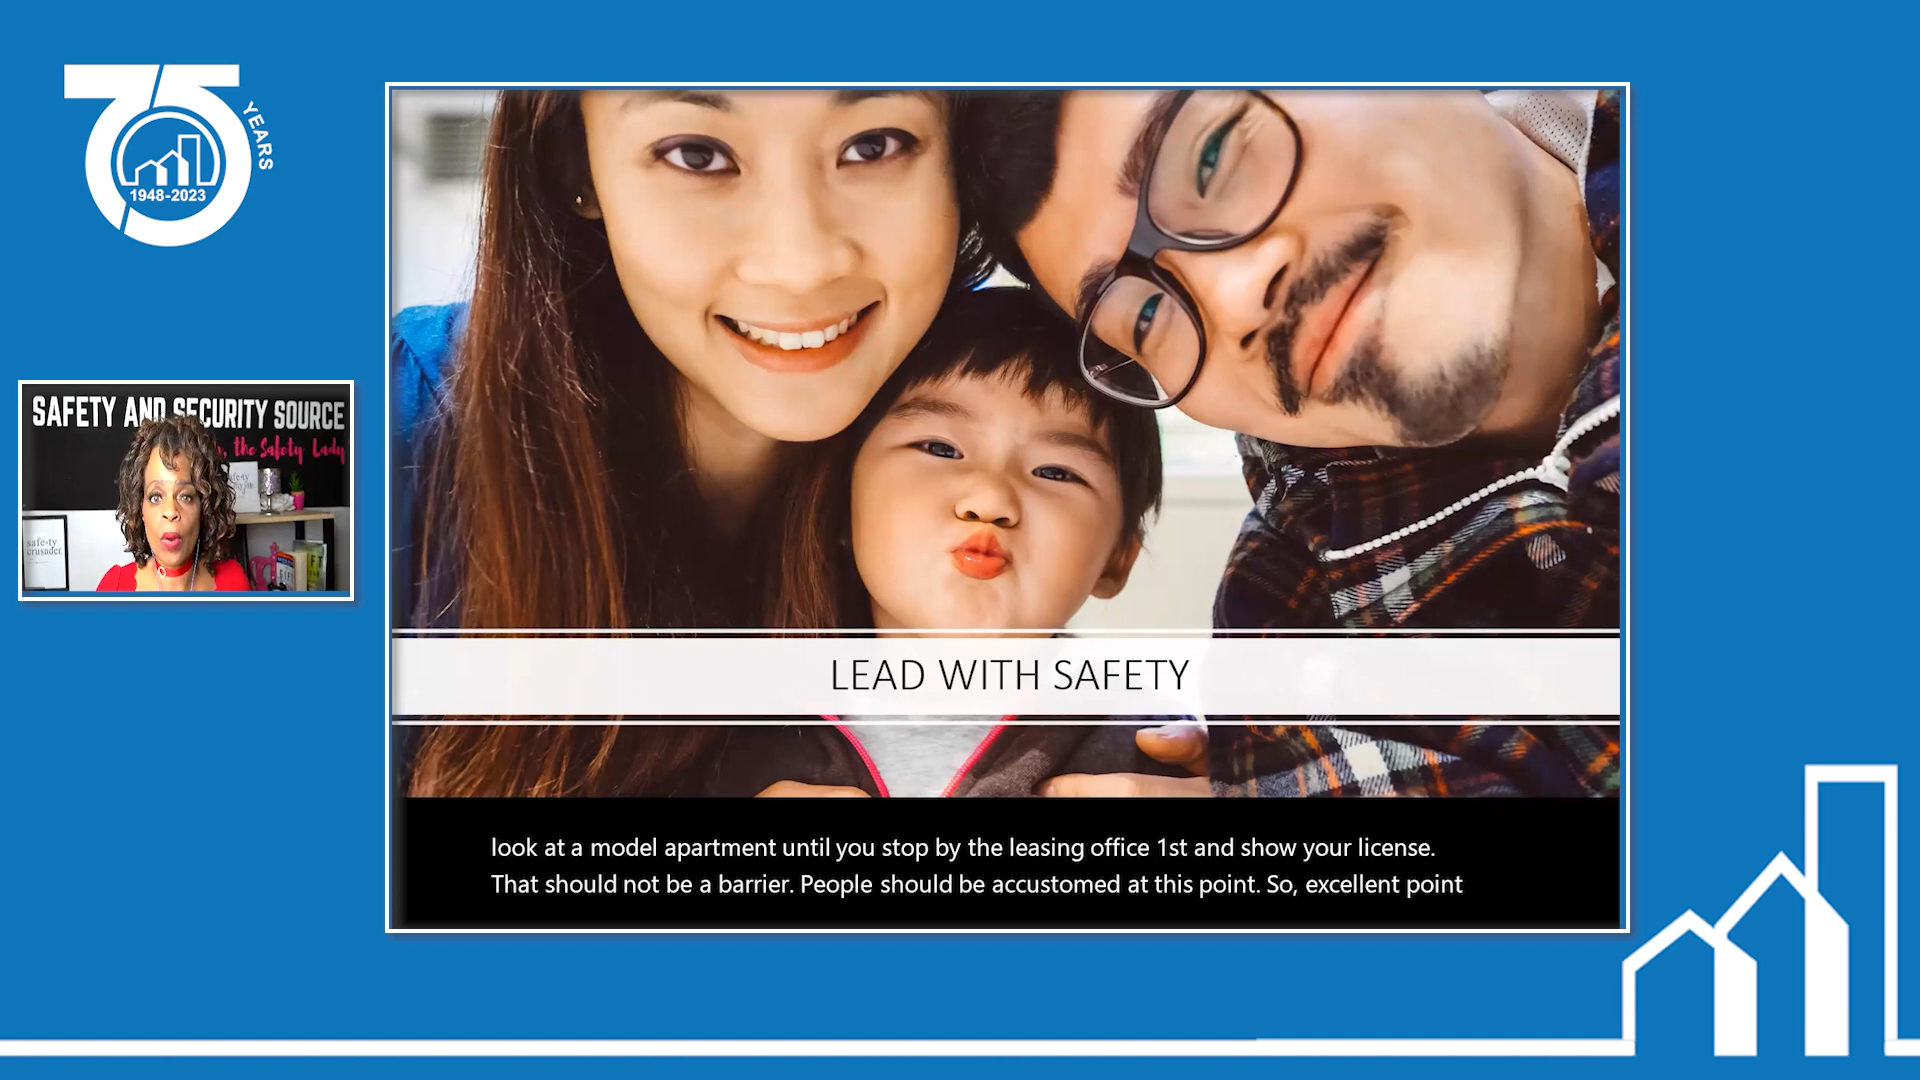 75
YEARS
1948-2023
SAFETY AND SECURITY SOURCE
, the Safety Lady
safe·ty
crusader
LEAD WITH SAFETY
look at a model apartment until you stop by the leasing office 1st and show your license.
That should not be a barrier. People should be accustomed at this point. So, excellent point